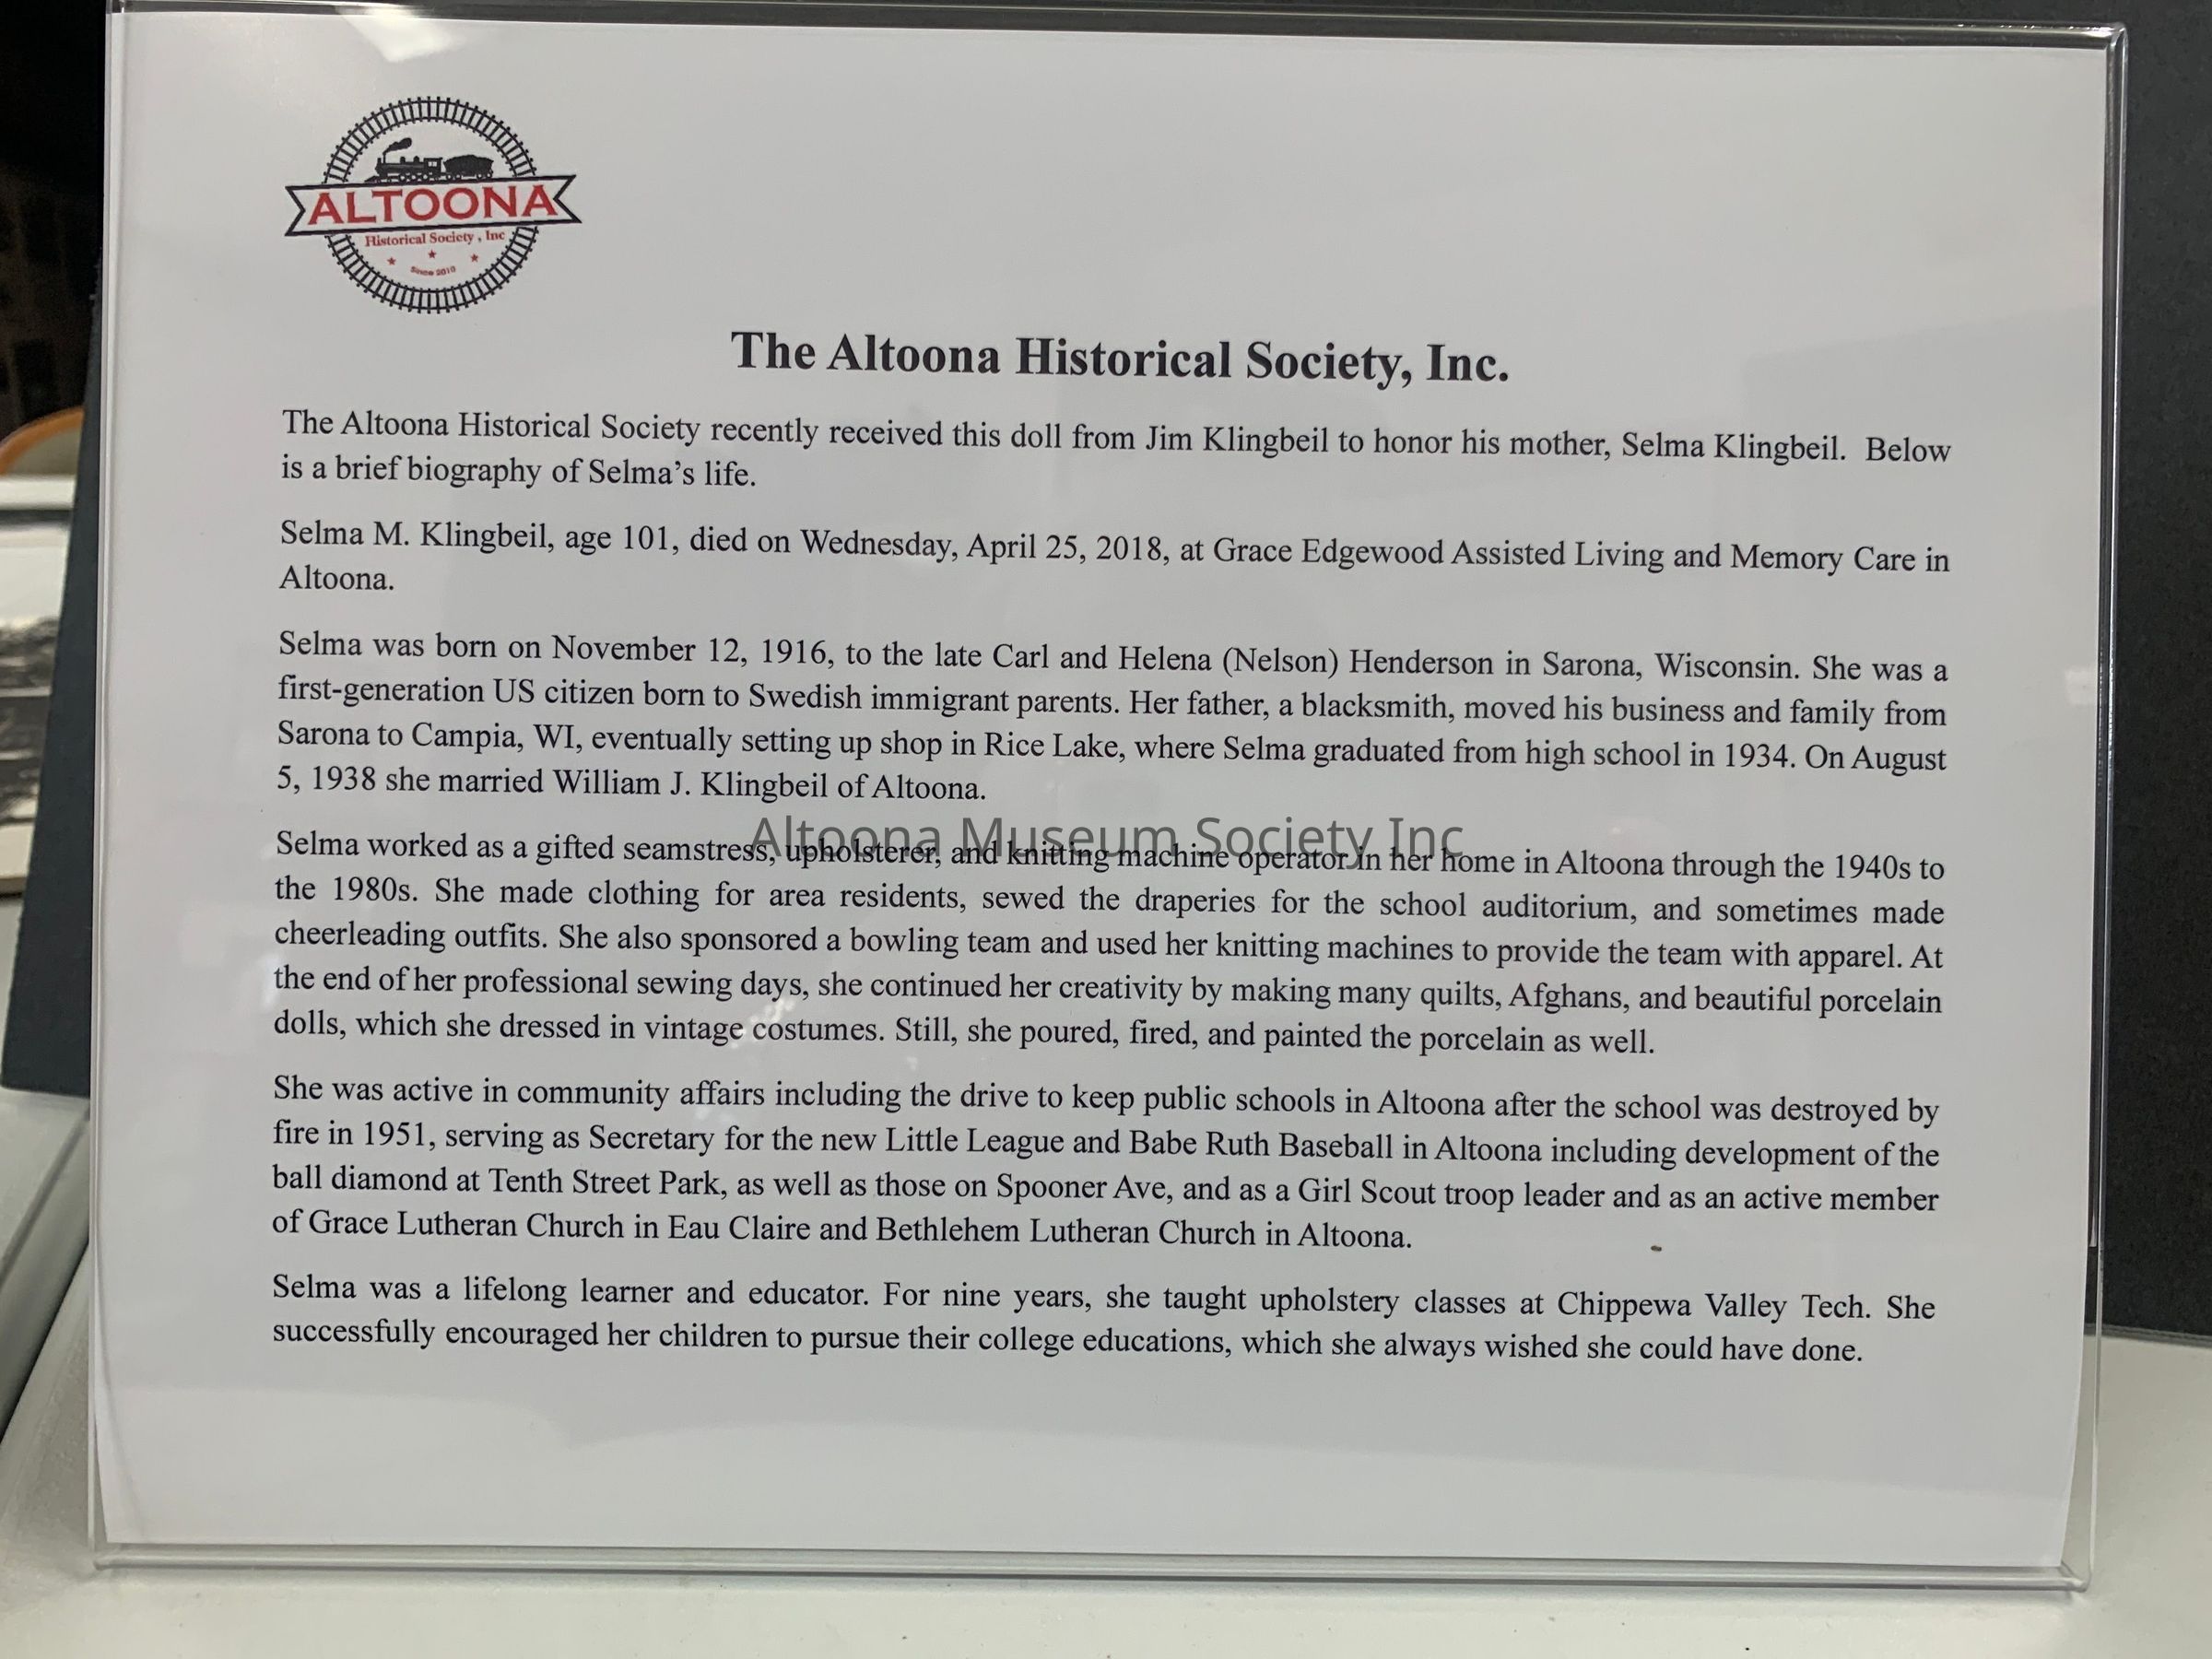 ALTOONA
Historical Society, Inc
Since 2010
The Altoona Historical Society, Inc.
The Altoona Historical Society recently received this doll from Jim Klingbeil to honor his mother, Selma Klingbeil. Below
is a brief biography of Selma’s life.
Selma M. Klingbeil, age 101, died on Wednesday, April 25, 2018, at Grace Edgewood Assisted Living and Memory Care in
Altoona.
Selma was born on November 12, 1916, to the late Carl and Helena (Nelson) Henderson in Sarona, Wisconsin. She was a
first-generation US citizen born to Swedish immigrant parents. Her father, a blacksmith, moved his business and family from
Sarona to Campia, WI, eventually setting up shop in Rice Lake, where Selma graduated from high school in 1934. On August
5, 1938 she married William J. Klingbeil of Altoona.
Altoona Museum Society Inc
Selma worked as a gifted seamstress, upholsterer, and knitting machine operator in her home in Altoona through the 1940s to
the 1980s. She made clothing for area residents, sewed the draperies for the school auditorium, and sometimes made
cheerleading outfits. She also sponsored a bowling team and used her knitting machines to provide the team with apparel. At
the end of her professional sewing days, she continued her creativity by making many quilts, Afghans, and beautiful porcelain
dolls, which she dressed in vintage costumes. Still, she poured, fired, and painted the porcelain as well.
She was active in community affairs including the drive to keep public schools in Altoona after the school was destroyed by
fire in 1951, serving as Secretary for the new Little League and Babe Ruth Baseball in Altoona including development of the
ball diamond at Tenth Street Park, as well as those on Spooner Ave, and as a Girl Scout troop leader and as an active member
of Grace Lutheran Church in Eau Claire and Bethlehem Lutheran Church in Altoona.
Selma was a lifelong learner and educator. For nine years, she taught upholstery classes at Chippewa Valley Tech. She
successfully encouraged her children to pursue their college educations, which she always wished she could have done.